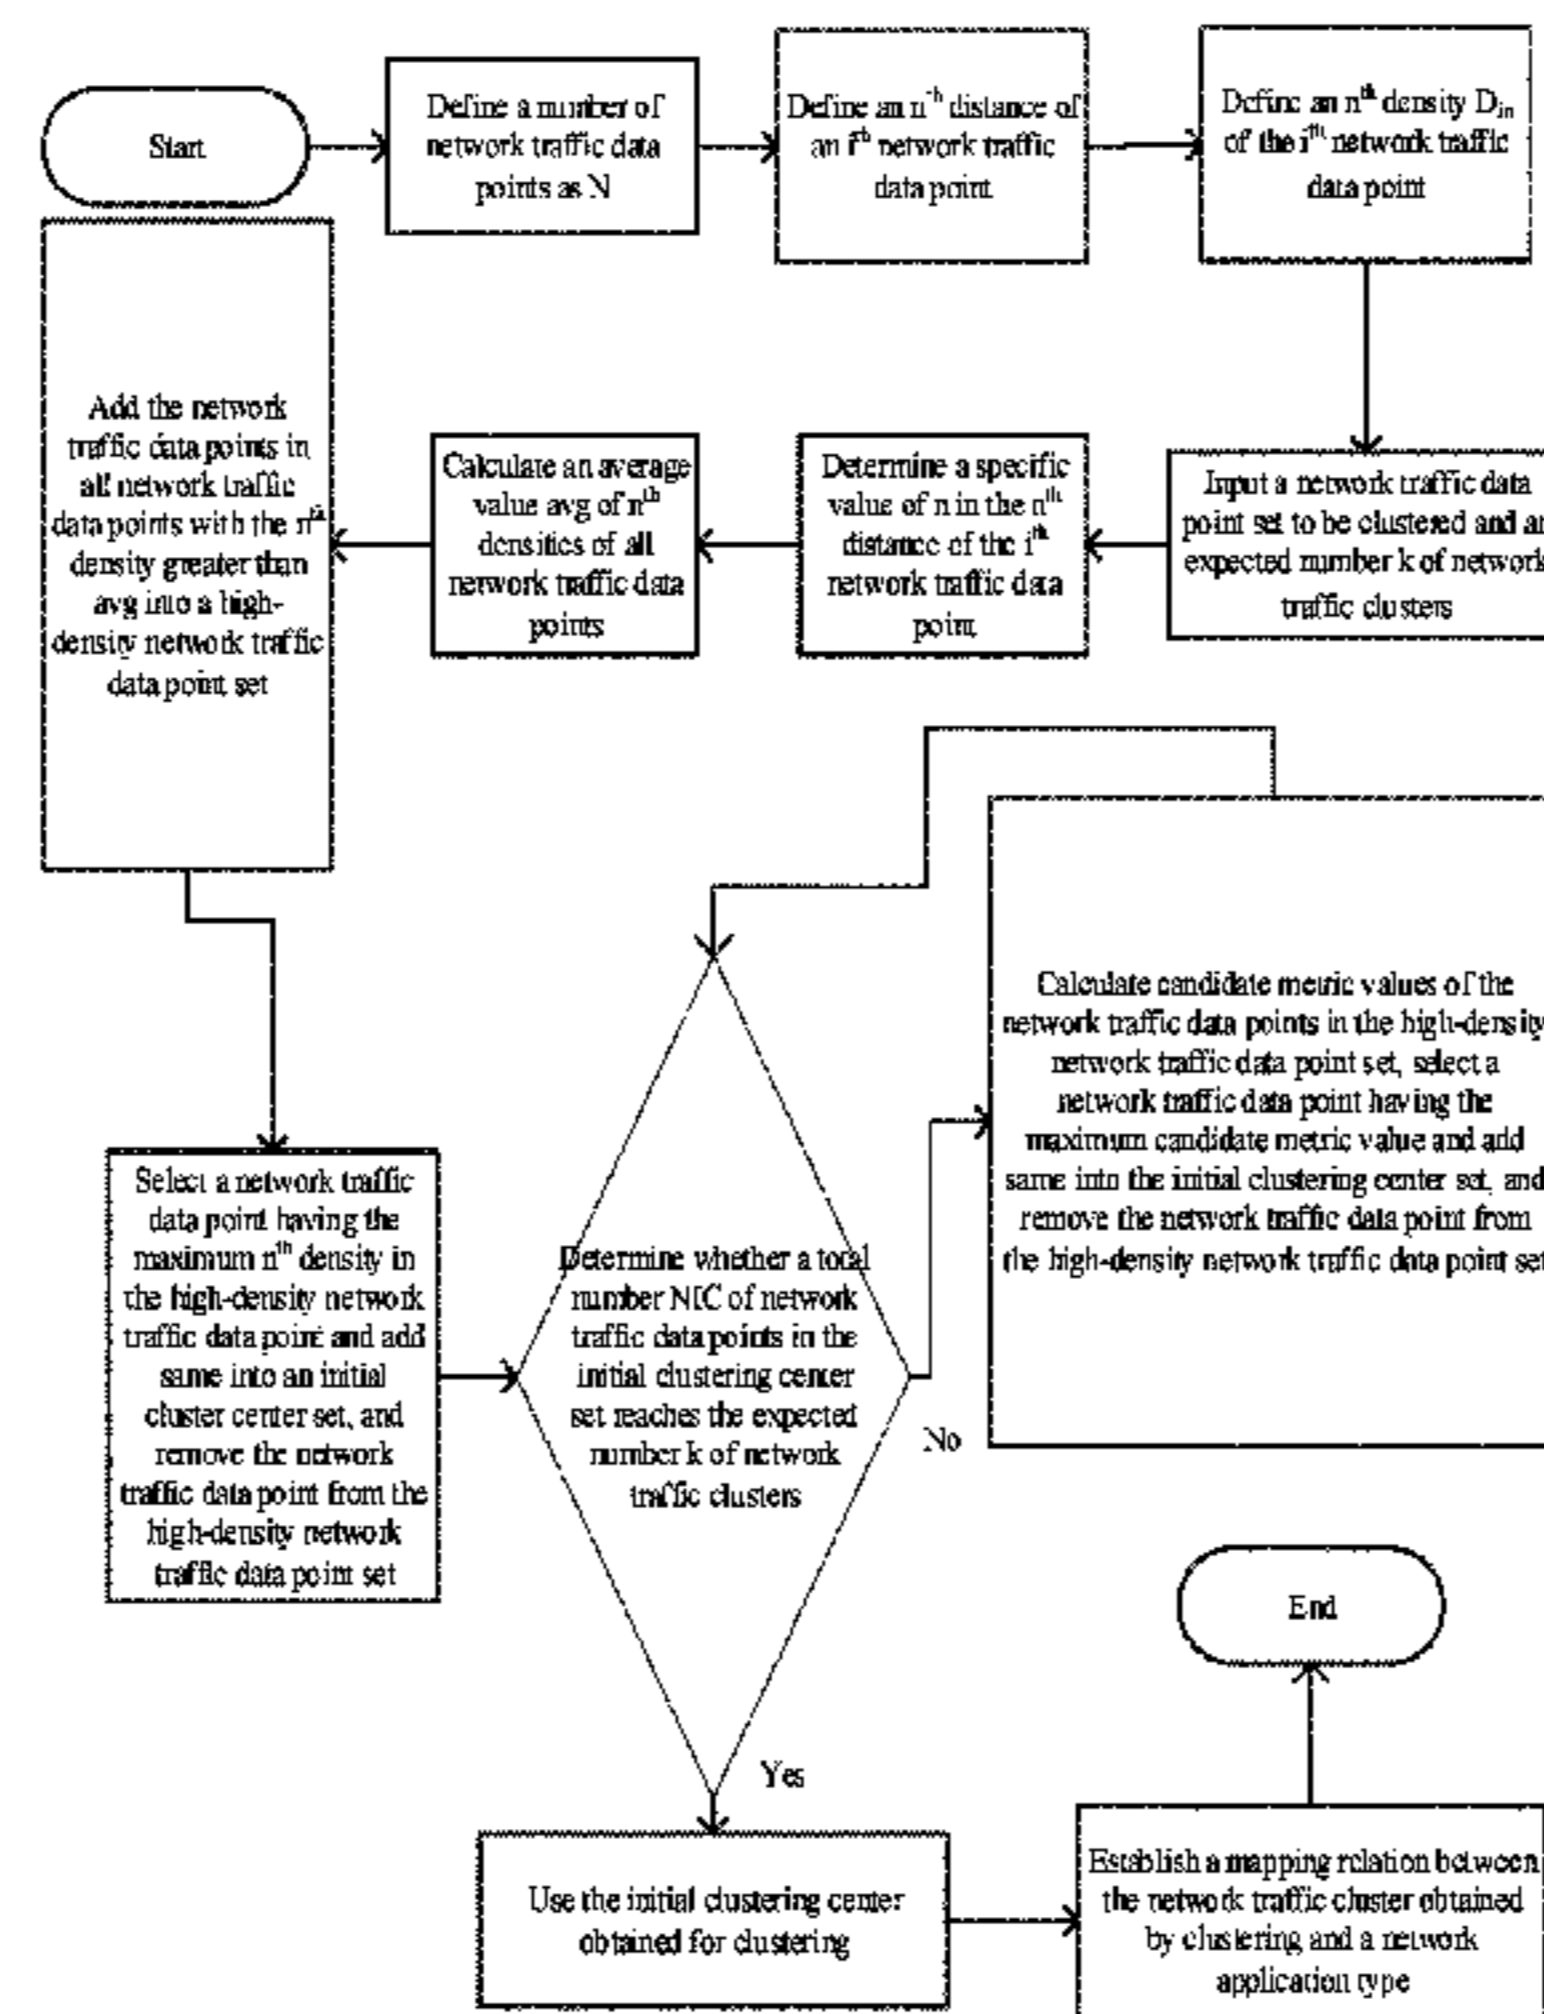 Start
Define a number of
network traffic data
points as N
Define an nth distance of
an ith network traffic
data point
Define an nth density Din
of the ith network traffic
data point
Input a network traffic data
point set to be clustered and an
expected number k of network
traffic clusters
Determine a specific
value of n in the nth
distance of the ith
network traffic data
point
Calculate an average
value avg of nth
densities of all
network traffic data
points
Add the network
traffic data points in
all network traffic
data points with the nth
density greater than
avg into a high-
density network traffic
data point set
Select a network traffic
data point having the
maximum nth density in
the high-density network
traffic data point and add
same into an initial
cluster center set, and
remove the network
traffic data point from the
high-density network
traffic data point set
Determine whether a total
number NIC of network
traffic data points in the
initial clustering center
set reaches the expected
number k of network
traffic clusters
No
Calculate candidate metric values of the
network traffic data points in the high-density
network traffic data point set, select a
network traffic data point having the
maximum candidate metric value and add
same into the initial clustering center set, and
remove the network traffic data point from
the high-density network traffic data point set
Yes
Use the initial clustering center
obtained for clustering
Establish a mapping relation between
the network traffic cluster obtained
by clustering and a network
application type
End